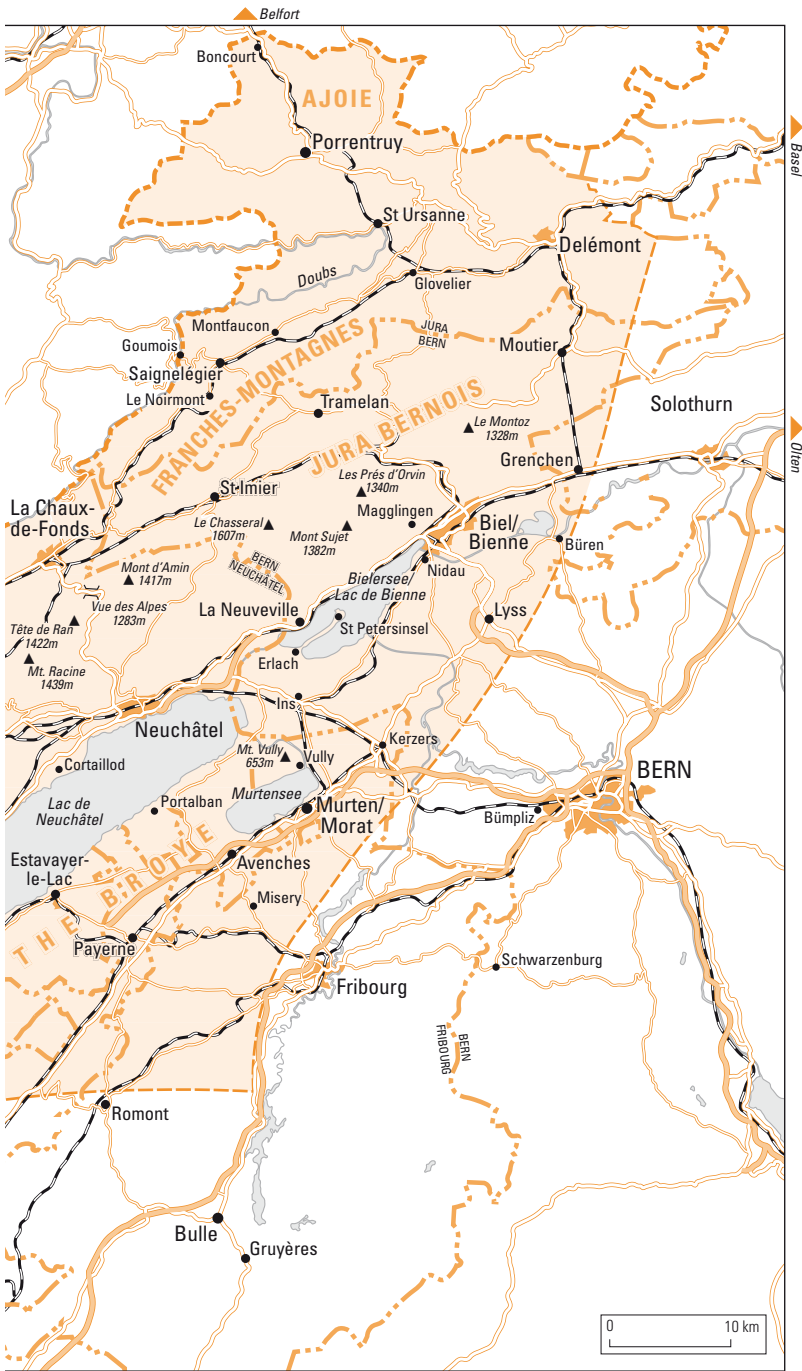 Belfort
Boncourt
AJOIE
Porrentruy
Basel
St Ursanne
Delémont
Doubs
Glovelier
Montfaucon
JURA
BERN
Goumois
Moutier
Saignelégier
FRANCHES-MONTAGNES
Le Noirmont
Tramelan
Solothurn
JURA BERNOIS
Le Montoz
1328m
Olten
Grenchen
St-Imier
Les Prés d'Orvin
1340m
La Chaux-
de-Fonds
Le Chasseral
1607m
Magglingen
Mont Sujet
1382m
Biel/
Bienne
Büren
Mont d'Amin
1417m
BERN
NEUCHÂTEL
Bielersee/
Lac de Bienne
Nidau
Vue des Alpes
1283m
La Neuveville
Lyss
Tête de Ran
1422m
St Petersinsel
Mt. Racine
1439m
Erlach
Ins
Neuchâtel
Kerzers
Mt. Vully
653m
Vully
Cortaillod
BERN
Lac de
Neuchâtel
Portalban
Murtensee
Murten/
Morat
Bümpliz
Estavayer-
le-Lac
THE BROYE
Avenches
Misery
Payerne
Schwarzenburg
Fribourg
BERN
FRIBOURG
Romont
Bulle
Gruyères
0 10 km